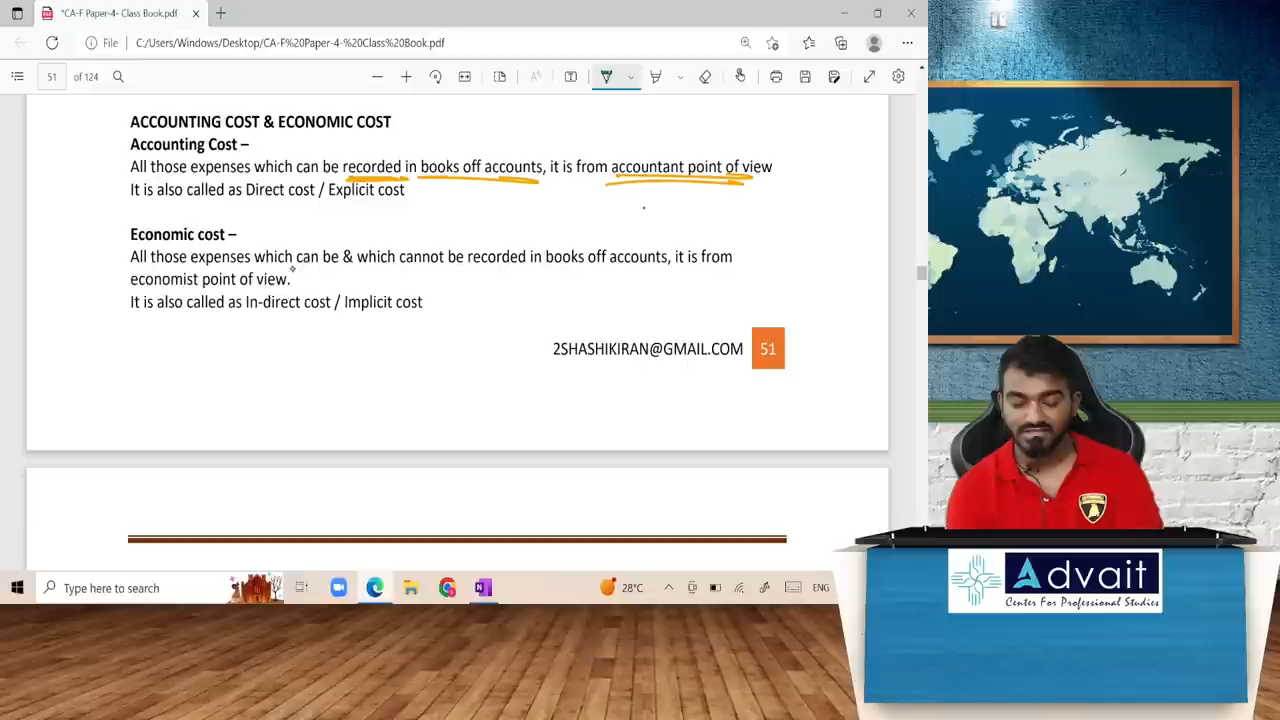 *CA-F Paper-4- Class Book.pdf
File
C:/Users/Windows/Desktop/CA-F%20Paper-4-%20Class%20Book.pdf
51 of 124
ACCOUNTING COST & ECONOMIC COST
Accounting Cost –
All those expenses which can be recorded in books off accounts, it is from accountant point of view
It is also called as Direct cost / Explicit cost
Economic cost –
All those expenses which can be & which cannot be recorded in books off accounts, it is from
economist point of view.
It is also called as In-direct cost / Implicit cost
2SHASHIKIRAN@GMAIL.COM 51
Type here to search
28°C
ENG
Advait
Center For Professional Studies